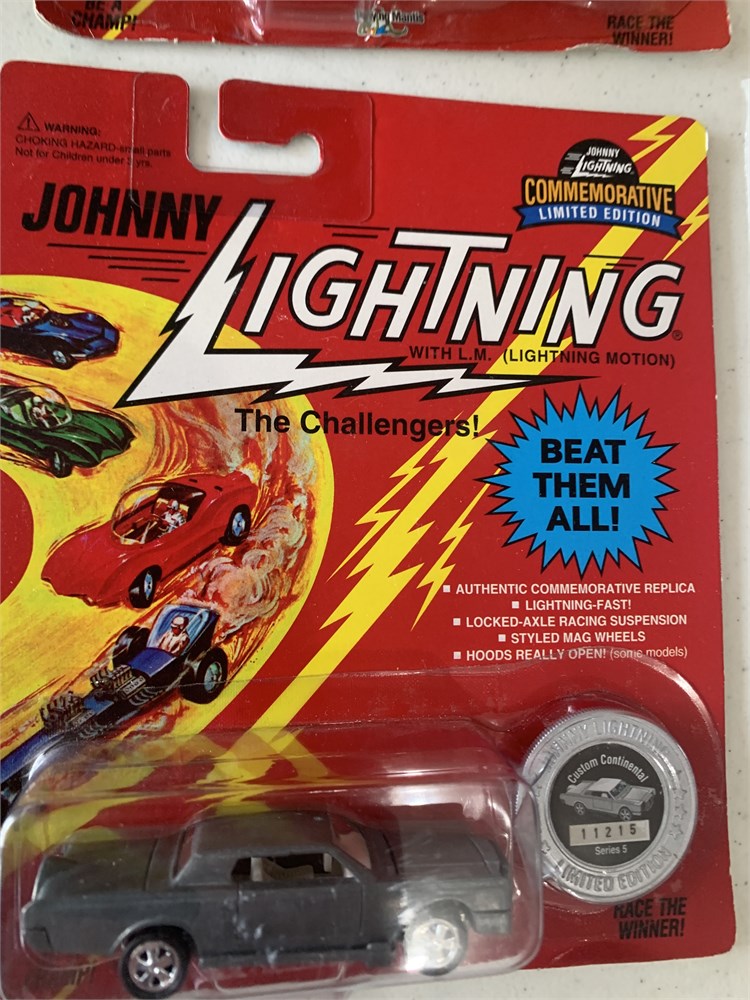 BE A
CHAMP!
Mantis
RACE THE
WINNER!
WARNING:
CHOKING HAZARD-small parts
Not for Children under 3 yrs.
JOHNNY
LIGHTNING
COMMEMORATIVE
LIMITED EDITION
JOHNNY
LIGHTNING®
WITH L.M. (LIGHTNING MOTION)
The Challengers!
BEAT
THEM
ALL!
▪ AUTHENTIC COMMEMORATIVE REPLICA
▪ LIGHTNING-FAST!
▪ LOCKED-AXLE RACING SUSPENSION
▪ STYLED MAG WHEELS
▪ HOODS REALLY OPEN! (some models)
JOHNNY LIGHTNING
Custom Continental
11215
Series 5
LIMITED EDITION
RACE THE
WINNER!